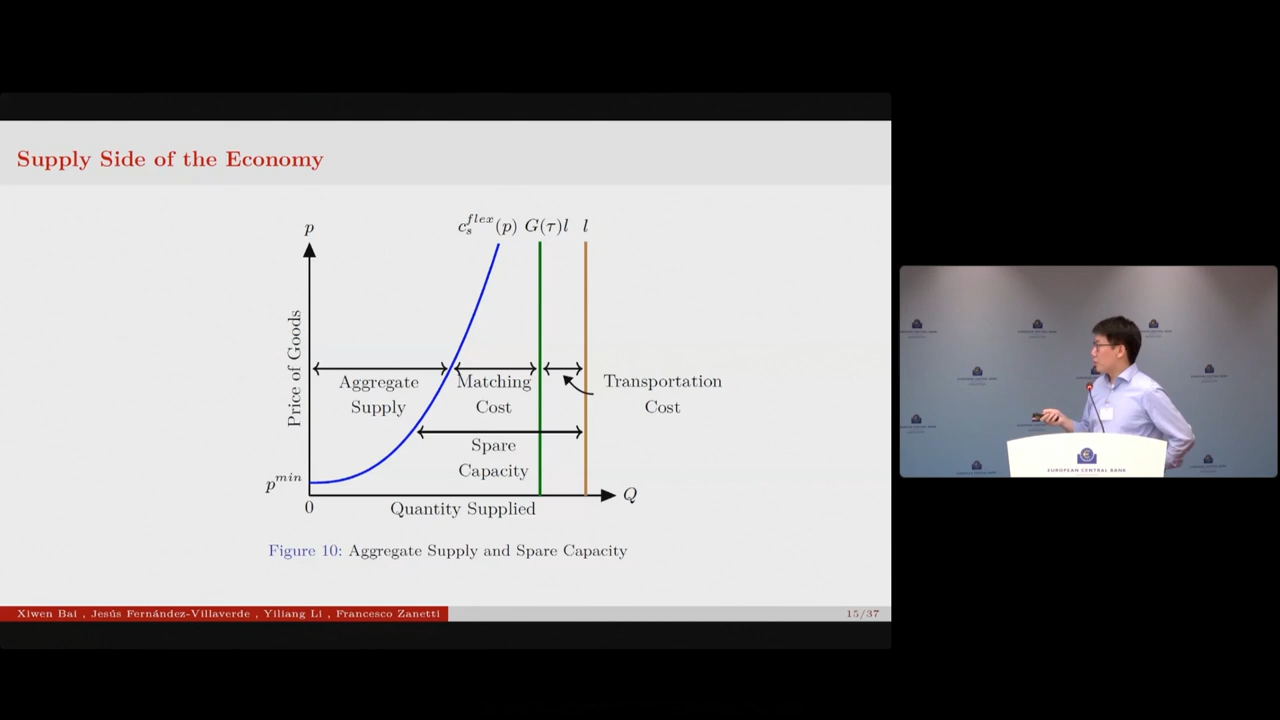 Supply Side of the Economy
p
c_s^{flex}(p) G(τ)l l
Price of Goods
Aggregate
Supply
Matching
Cost
Transportation
Cost
Spare
Capacity
p^{min}
0
Quantity Supplied
Q
Figure 10: Aggregate Supply and Spare Capacity
Xiwen Bai , Jesús Fernández-Villaverde , Yiliang Li , Francesco Zanetti
15/37
EUROPEAN CENTRAL BANK